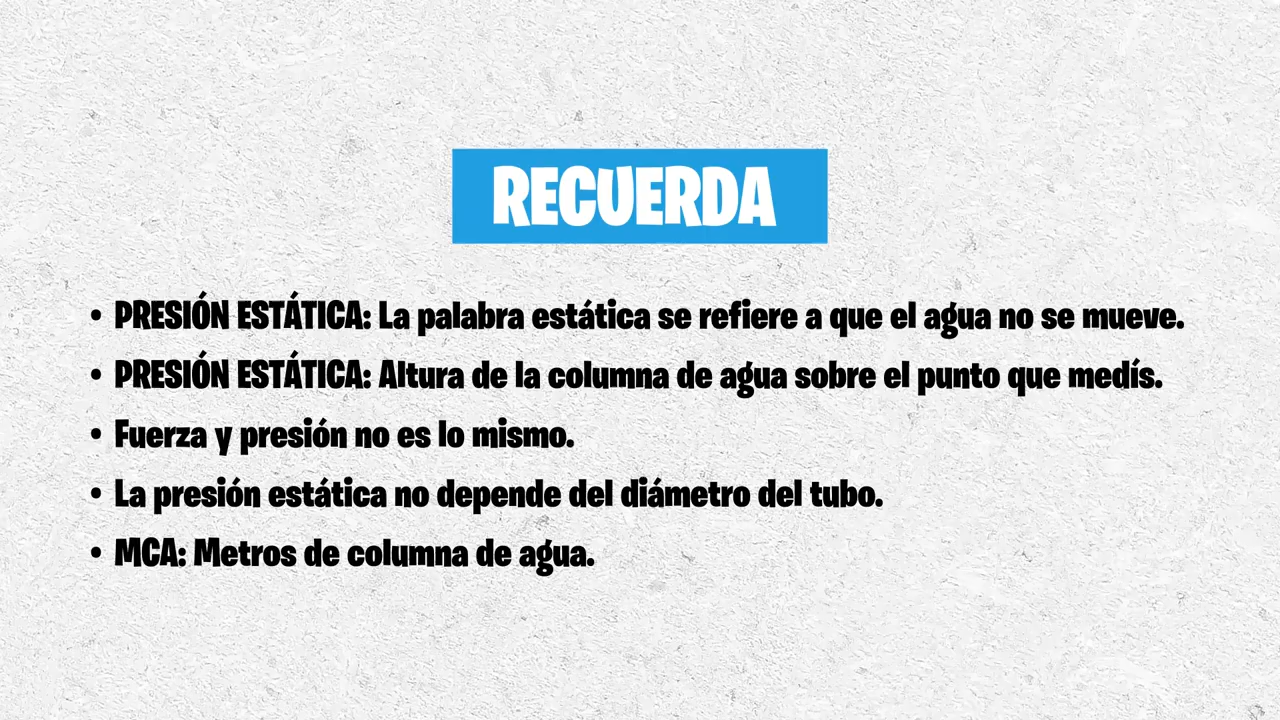 RECUERDA
• PRESIÓN ESTÁTICA: La palabra estática se refiere a que el agua no se mueve.
• PRESIÓN ESTÁTICA: Altura de la columna de agua sobre el punto que medís.
• Fuerza y presión no es lo mismo.
• La presión estática no depende del diámetro del tubo.
• MCA: Metros de columna de agua.